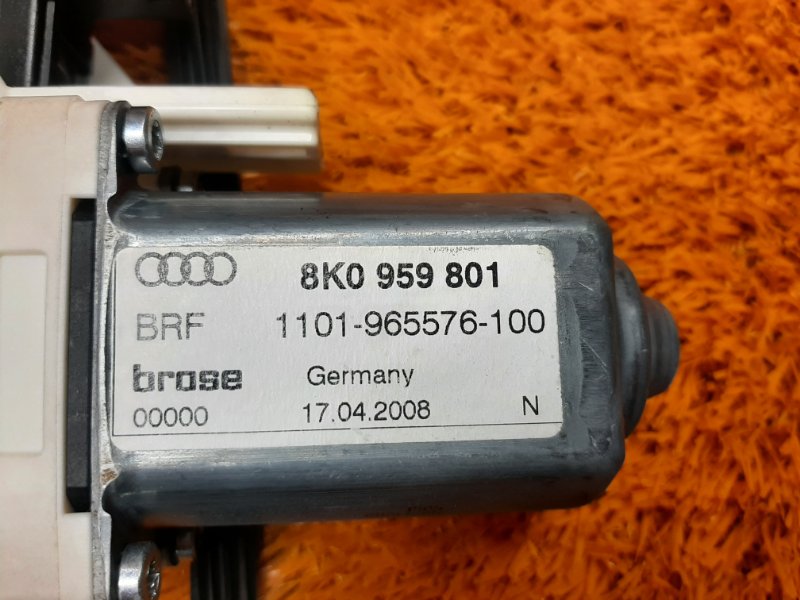 8K0 959 801
BRF 1101-965576-100
brose Germany
00000 17.04.2008 N